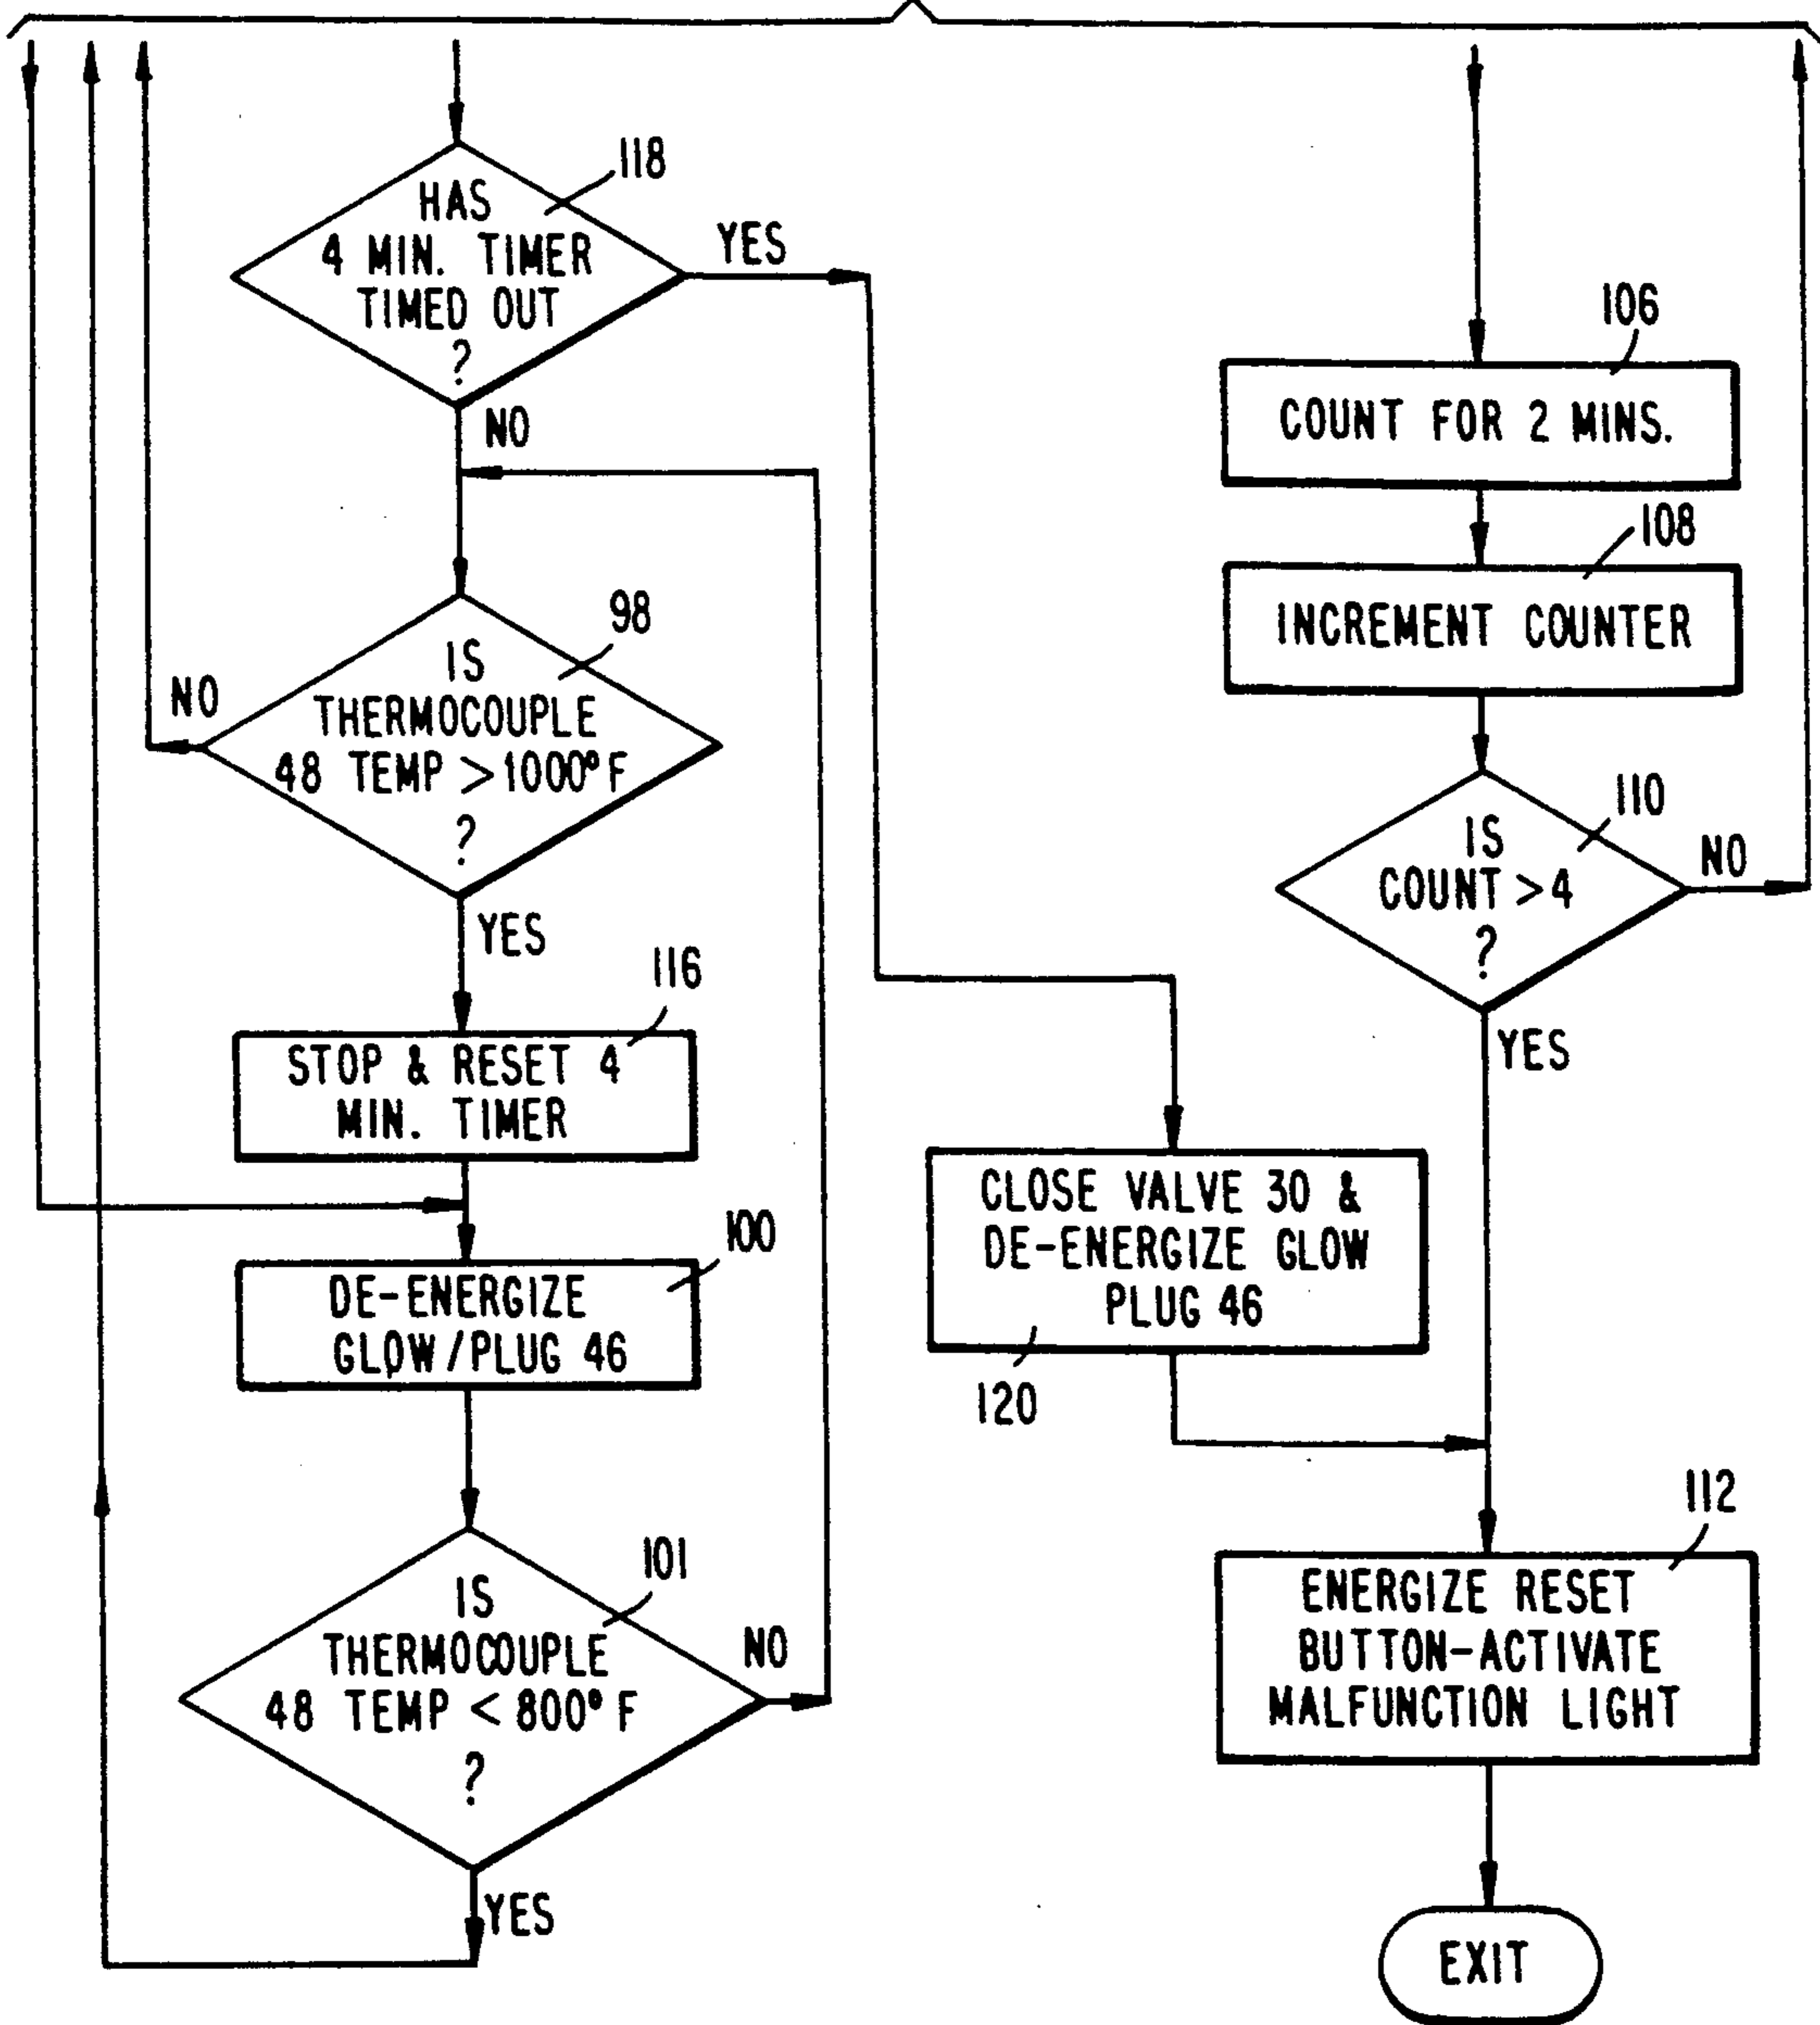 118
HAS
4 MIN. TIMER
TIMED OUT
?
YES
NO
98
IS
THERMOCOUPLE
48 TEMP > 1000° F
?
NO
YES
116
STOP & RESET 4
MIN. TIMER
100
DE-ENERGIZE
GLOW/PLUG 46
101
IS
THERMOCOUPLE
48 TEMP < 800° F
?
NO
YES
CLOSE VALVE 30 &
DE-ENERGIZE GLOW
PLUG 46
120
106
COUNT FOR 2 MINS.
108
INCREMENT COUNTER
110
IS
COUNT > 4
?
NO
YES
112
ENERGIZE RESET
BUTTON-ACTIVATE
MALFUNCTION LIGHT
EXIT